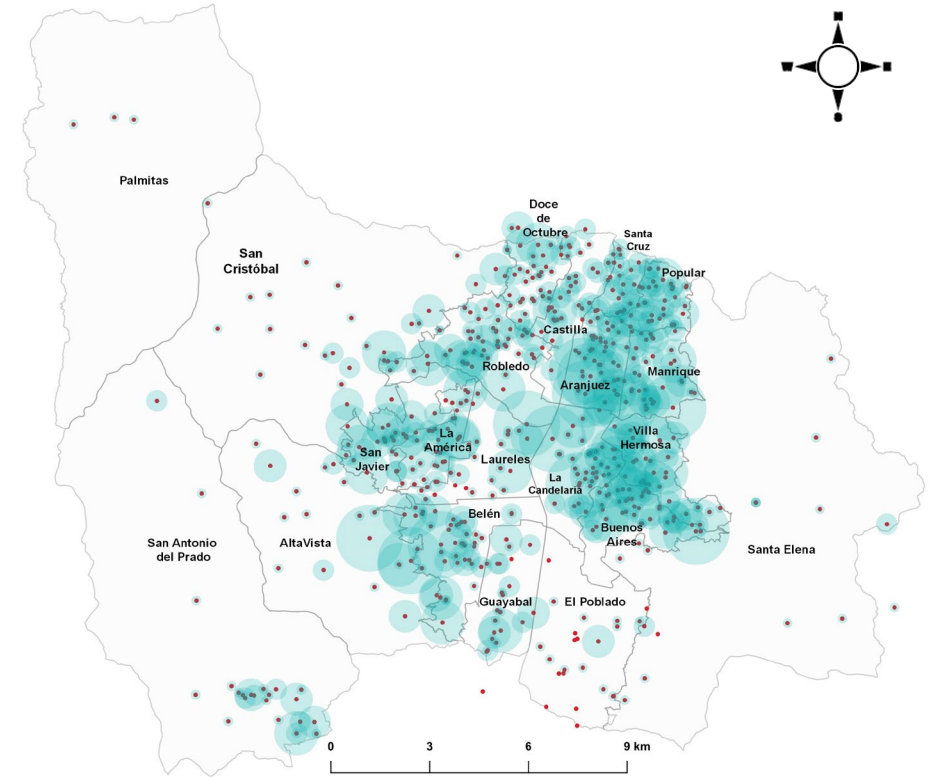 N
W
S
Doce
de
Octubre
Santa
Cruz
Palmitas
San
Cristóbal
Popular
Castilla
Robledo
Manrique
Aranjuez
La
América
Villa
Hermosa
San
Javier
Laureles
La
Candelaria
Belén
Buenos
Aires
San Antonio
del Prado
AltaVista
Santa Elena
Guayabal
El Poblado
0 3 6 9 km